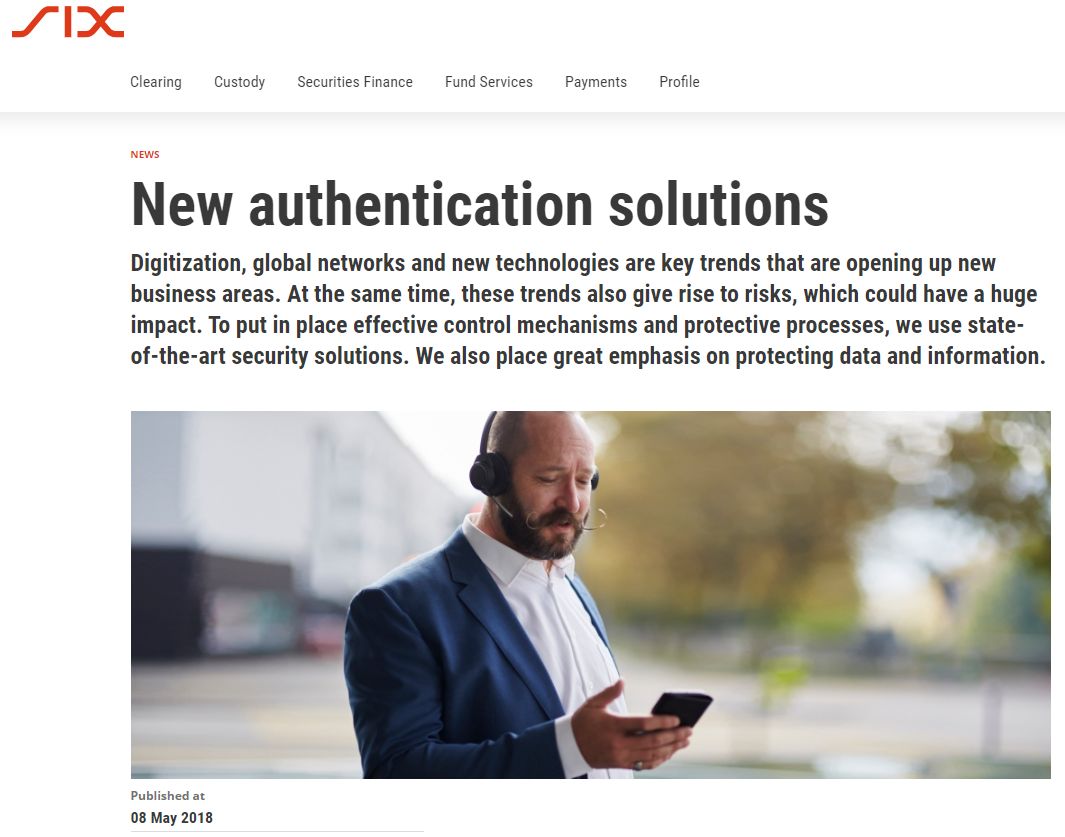 SIX
Clearing Custody Securities Finance Fund Services Payments Profile
NEWS
New authentication solutions
Digitization, global networks and new technologies are key trends that are opening up new
business areas. At the same time, these trends also give rise to risks, which could have a huge
impact. To put in place effective control mechanisms and protective processes, we use state-
of-the-art security solutions. We also place great emphasis on protecting data and information.
Published at
08 May 2018